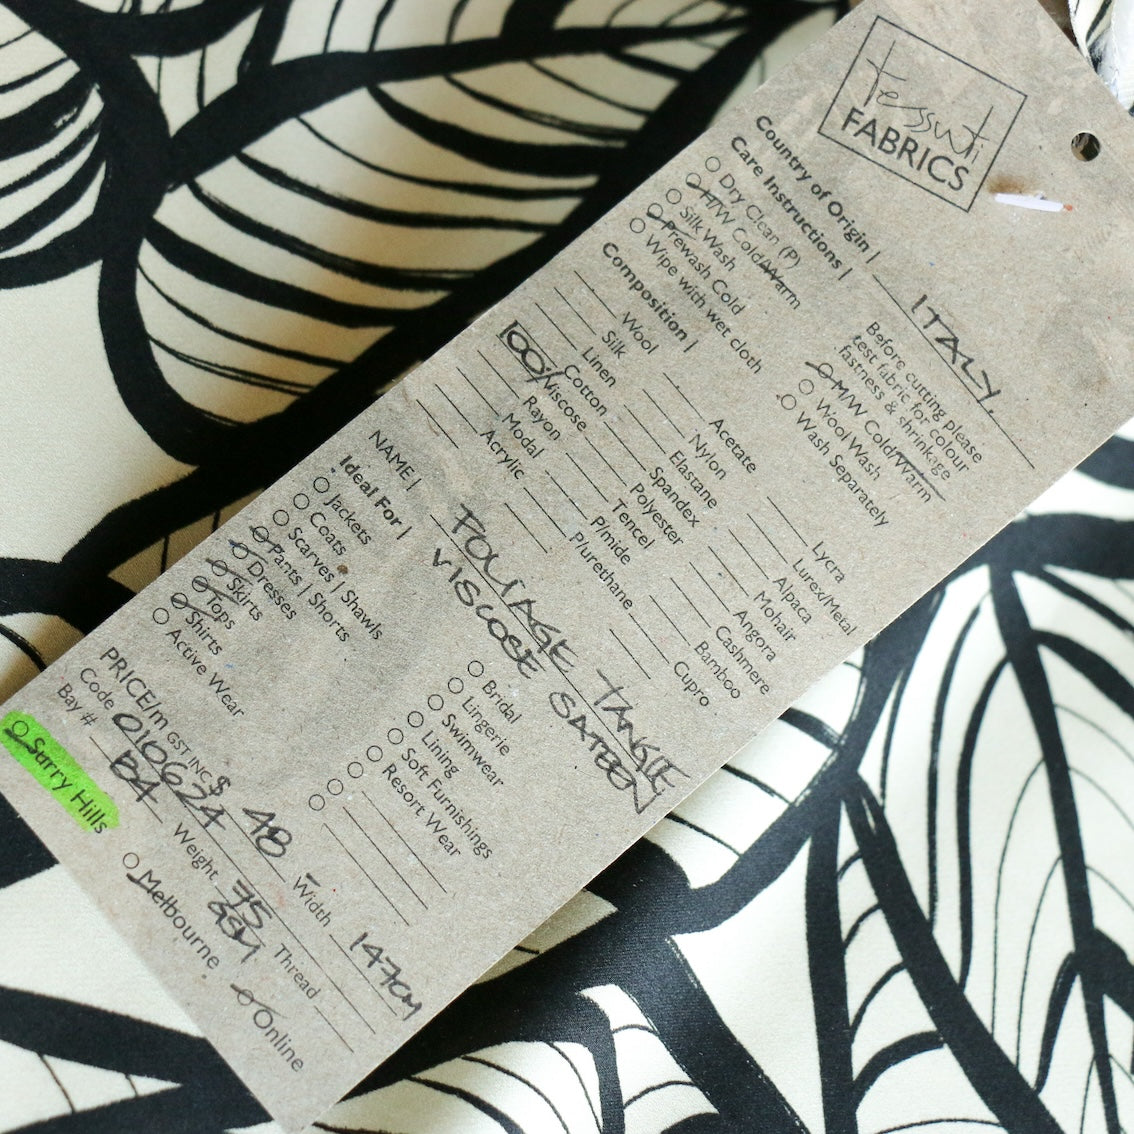 tessuti
FABRICS
Country of Origin | ITALY.
Care Instructions |
Dry Clean (P)
H/W Cold/Warm
Silk Wash
Prewash Cold
Wipe with wet cloth
Before cutting please
test fabric for colour
fastness & shrinkage
M/W Cold/Warm
Wool Wash
Wash Separately
Composition |
Wool
Silk
Linen
Cotton
100% Viscose
Rayon
Modal
Acrylic
Acetate
Nylon
Elastane
Spandex
Polyester
Tencel
P/mide
P/urethane
Lycra
Lurex/Metal
Alpaca
Mohair
Angora
Cashmere
Bamboo
Cupro
NAME | FOLIAGE TANGLE
VISCOSE SATEEN
Ideal For |
Jackets
Coats
Scarves | Shawls
Pants | Shorts
Dresses
Skirts
Tops
Shirts
Active Wear
Bridal
Lingerie
Swimwear
Lining
Soft Furnishings
Resort Wear
PRICE/m GST INC $ 48 - Width 147CM
Code 010624 Weight 75 GSM Thread
Bay # B4
Surry Hills
Melbourne
Online